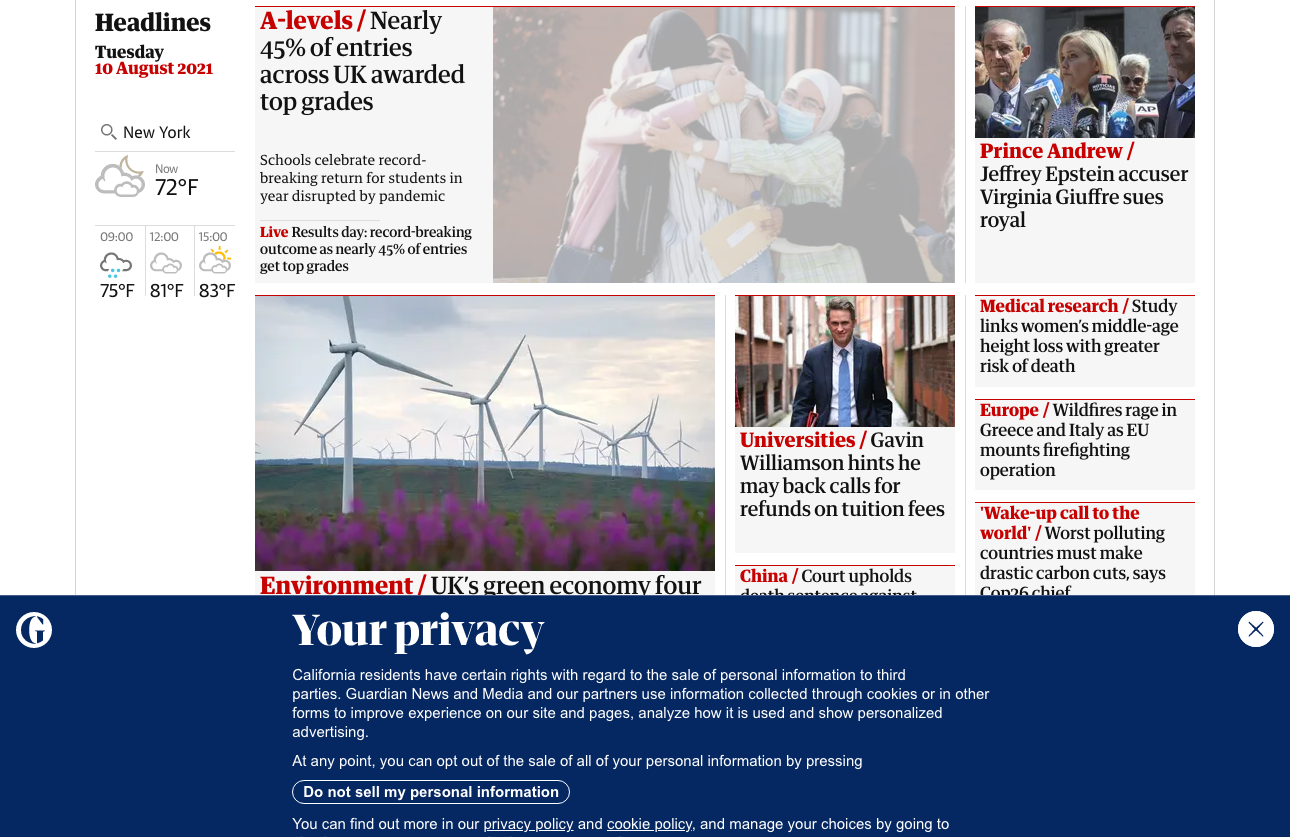 Headlines
Tuesday
10 August 2021
New York
Now
72°F
09:00
12:00
15:00
75°F
81°F
83°F
A-levels / Nearly
45% of entries
across UK awarded
top grades
Schools celebrate record-
breaking return for students in
year disrupted by pandemic
Live Results day: record-breaking
outcome as nearly 45% of entries
get top grades
NOTICIAS
AP
Prince Andrew /
Jeffrey Epstein accuser
Virginia Giuffre sues
royal
Environment / UK’s green economy four
Universities / Gavin
Williamson hints he
may back calls for
refunds on tuition fees
China / Court upholds
death sentence against
Medical research / Study
links women’s middle-age
height loss with greater
risk of death
Europe / Wildfires rage in
Greece and Italy as EU
mounts firefighting
operation
'Wake-up call to the
world' / Worst polluting
countries must make
drastic carbon cuts, says
Cop26 chief
G
Your privacy
California residents have certain rights with regard to the sale of personal information to third
parties. Guardian News and Media and our partners use information collected through cookies or in other
forms to improve experience on our site and pages, analyze how it is used and show personalized
advertising.
At any point, you can opt out of the sale of all of your personal information by pressing
Do not sell my personal information
You can find out more in our privacy policy and cookie policy, and manage your choices by going to